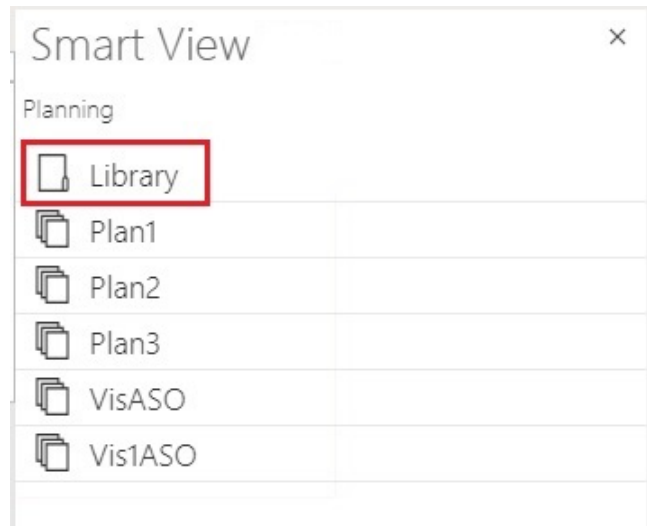 Smart View
Planning
Library
Plan1
Plan2
Plan3
VisASO
Vis1ASO